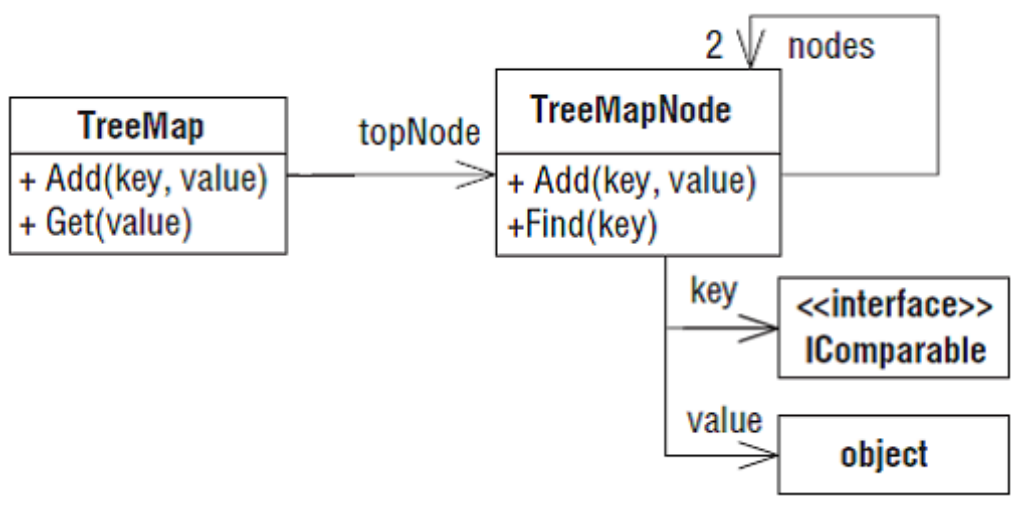 2
nodes
TreeMap
+ Add(key, value)
+ Get(value)
topNode
TreeMapNode
+ Add(key, value)
+Find(key)
key
<<interface>>
IComparable
value
object